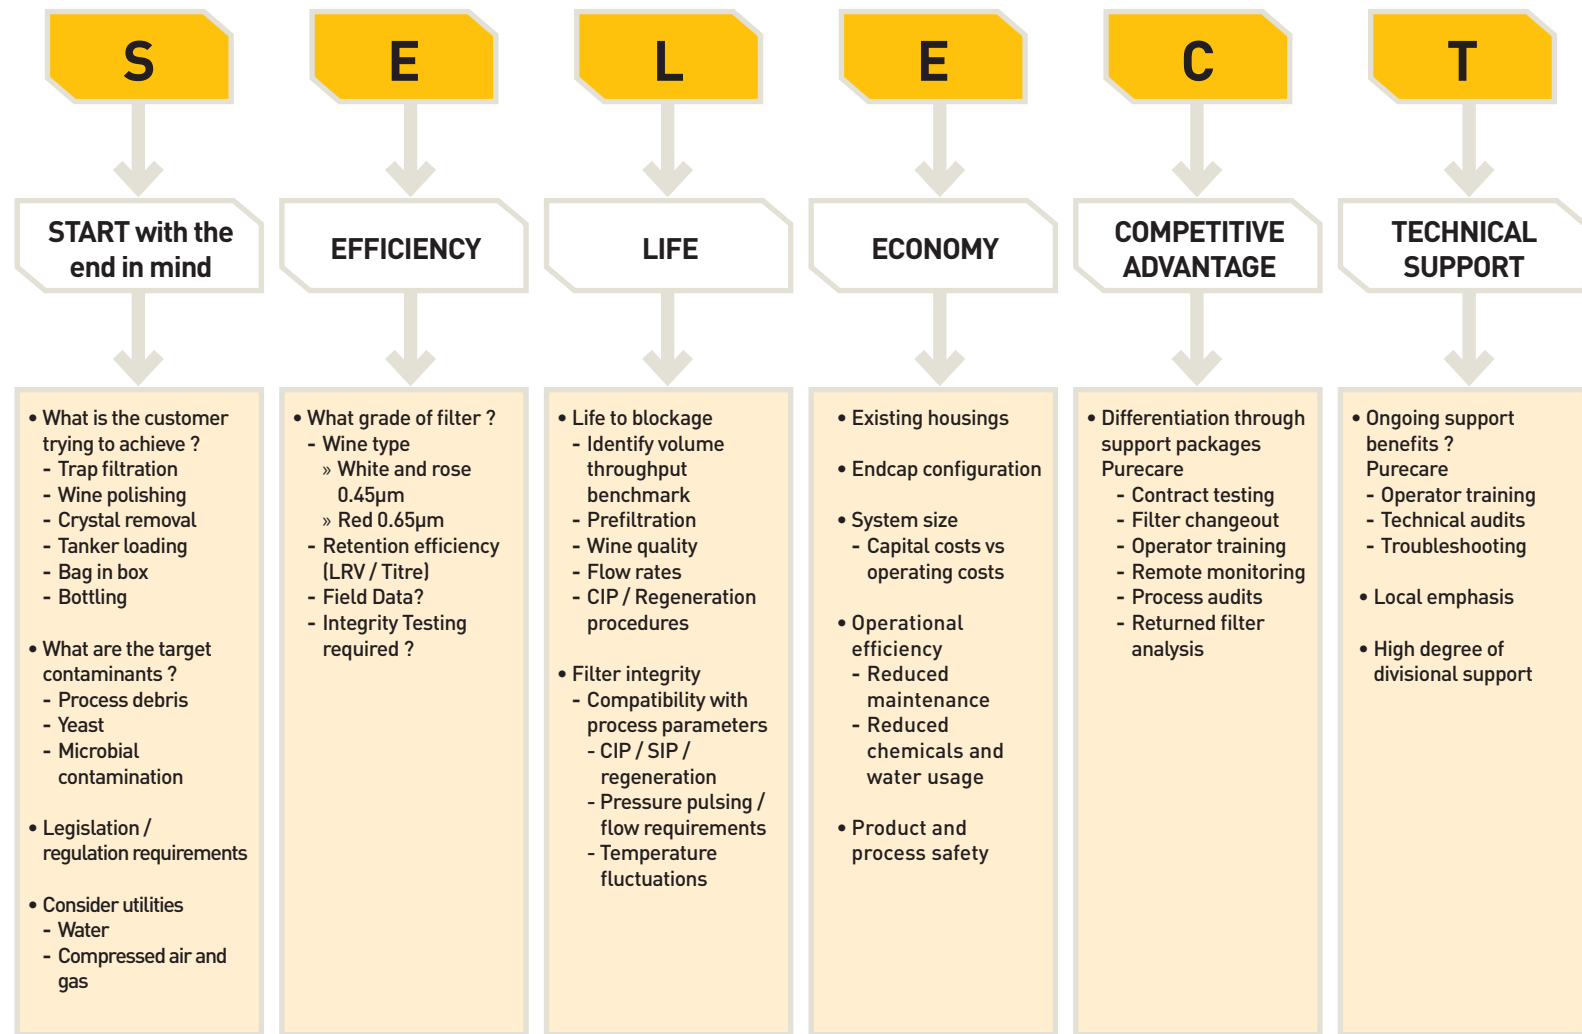 S
E
L
E
C
T
START with the
end in mind
EFFICIENCY
LIFE
ECONOMY
COMPETITIVE
ADVANTAGE
TECHNICAL
SUPPORT
• What is the customer
trying to achieve ?
- Trap filtration
- Wine polishing
- Crystal removal
- Tanker loading
- Bag in box
- Bottling
• What are the target
contaminants ?
- Process debris
- Yeast
- Microbial
contamination
• Legislation /
regulation requirements
• Consider utilities
- Water
- Compressed air and
gas
• What grade of filter ?
- Wine type
» White and rose
0.45µm
» Red 0.65µm
- Retention efficiency
(LRV / Titre)
- Field Data?
- Integrity Testing
required ?
• Life to blockage
- Identify volume
throughput
benchmark
- Prefiltration
- Wine quality
- Flow rates
- CIP / Regeneration
procedures
• Filter integrity
- Compatibility with
process parameters
- CIP / SIP /
regeneration
- Pressure pulsing /
flow requirements
- Temperature
fluctuations
• Existing housings
• Endcap configuration
• System size
- Capital costs vs
operating costs
• Operational
efficiency
- Reduced
maintenance
- Reduced
chemicals and
water usage
• Product and
process safety
• Differentiation through
support packages
Purecare
- Contract testing
- Filter changeout
- Operator training
- Remote monitoring
- Process audits
- Returned filter
analysis
• Ongoing support
benefits ?
Purecare
- Operator training
- Technical audits
- Troubleshooting
• Local emphasis
• High degree of
divisional support